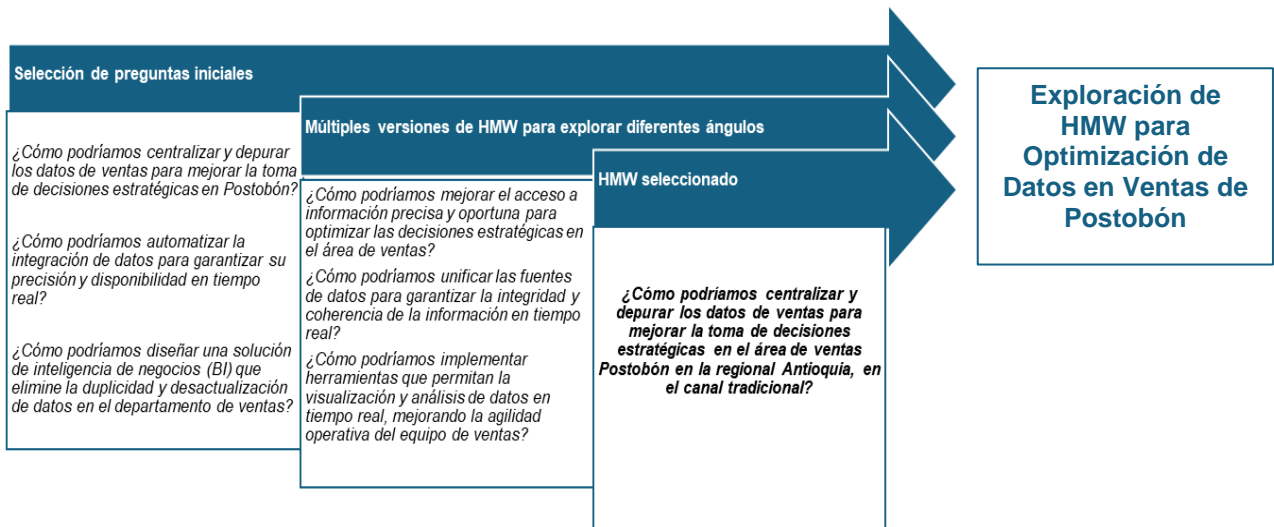 Selección de preguntas iniciales
¿Cómo podríamos centralizar y depurar
los datos de ventas para mejorar la toma
de decisiones estratégicas en Postobón?
¿Cómo podríamos automatizar la
integración de datos para garantizar su
precisión y disponibilidad en tiempo
real?
¿Cómo podríamos diseñar una solución
de inteligencia de negocios (BI) que
elimine la duplicidad y desactualización
de datos en el departamento de ventas?
Múltiples versiones de HMW para explorar diferentes ángulos
¿Cómo podríamos mejorar el acceso a
información precisa y oportuna para
optimizar las decisiones estratégicas en
el área de ventas?
¿Cómo podríamos unificar las fuentes
de datos para garantizar la integridad y
coherencia de la información en tiempo
real?
¿Cómo podríamos implementar
herramientas que permitan la
visualización y análisis de datos en
tiempo real, mejorando la agilidad
operativa del equipo de ventas?
HMW seleccionado
¿Cómo podríamos centralizar y
depurar los datos de ventas para
mejorar la toma de decisiones
estratégicas en el área de ventas
Postobón en la regional Antioquia, en
el canal tradicional?
Exploración de
HMW para
Optimización de
Datos en Ventas de
Postobón